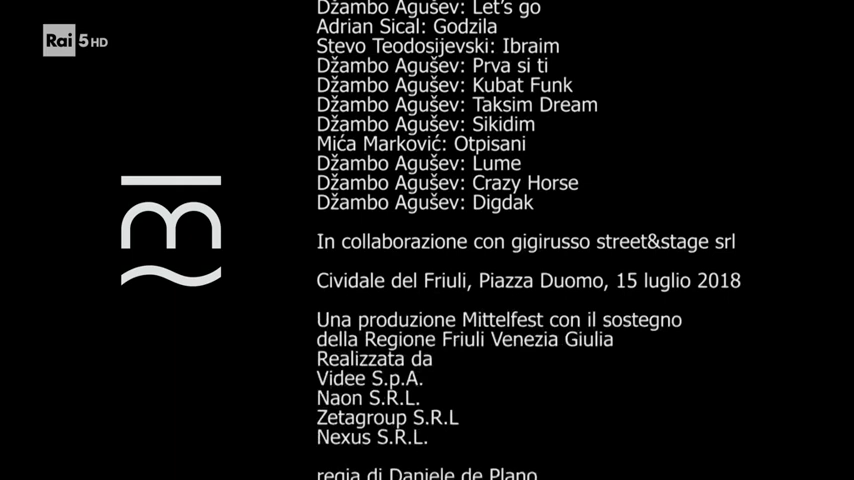 Rai 5 HD
Džambo Agušev: Let's go
Adrian Sical: Godzila
Stevo Teodosijevski: Ibraim
Džambo Agušev: Prva si ti
Džambo Agušev: Kubat Funk
Džambo Agušev: Taksim Dream
Džambo Agušev: Sikidim
Mića Marković: Otpisani
Džambo Agušev: Lume
Džambo Agušev: Crazy Horse
Džambo Agušev: Digdak
In collaborazione con gigirusso street&stage srl
Cividale del Friuli, Piazza Duomo, 15 luglio 2018
Una produzione Mittelfest con il sostegno
della Regione Friuli Venezia Giulia
Realizzata da
Videe S.p.A.
Naon S.R.L.
Zetagroup S.R.L
Nexus S.R.L.
regia di Daniele de Plano